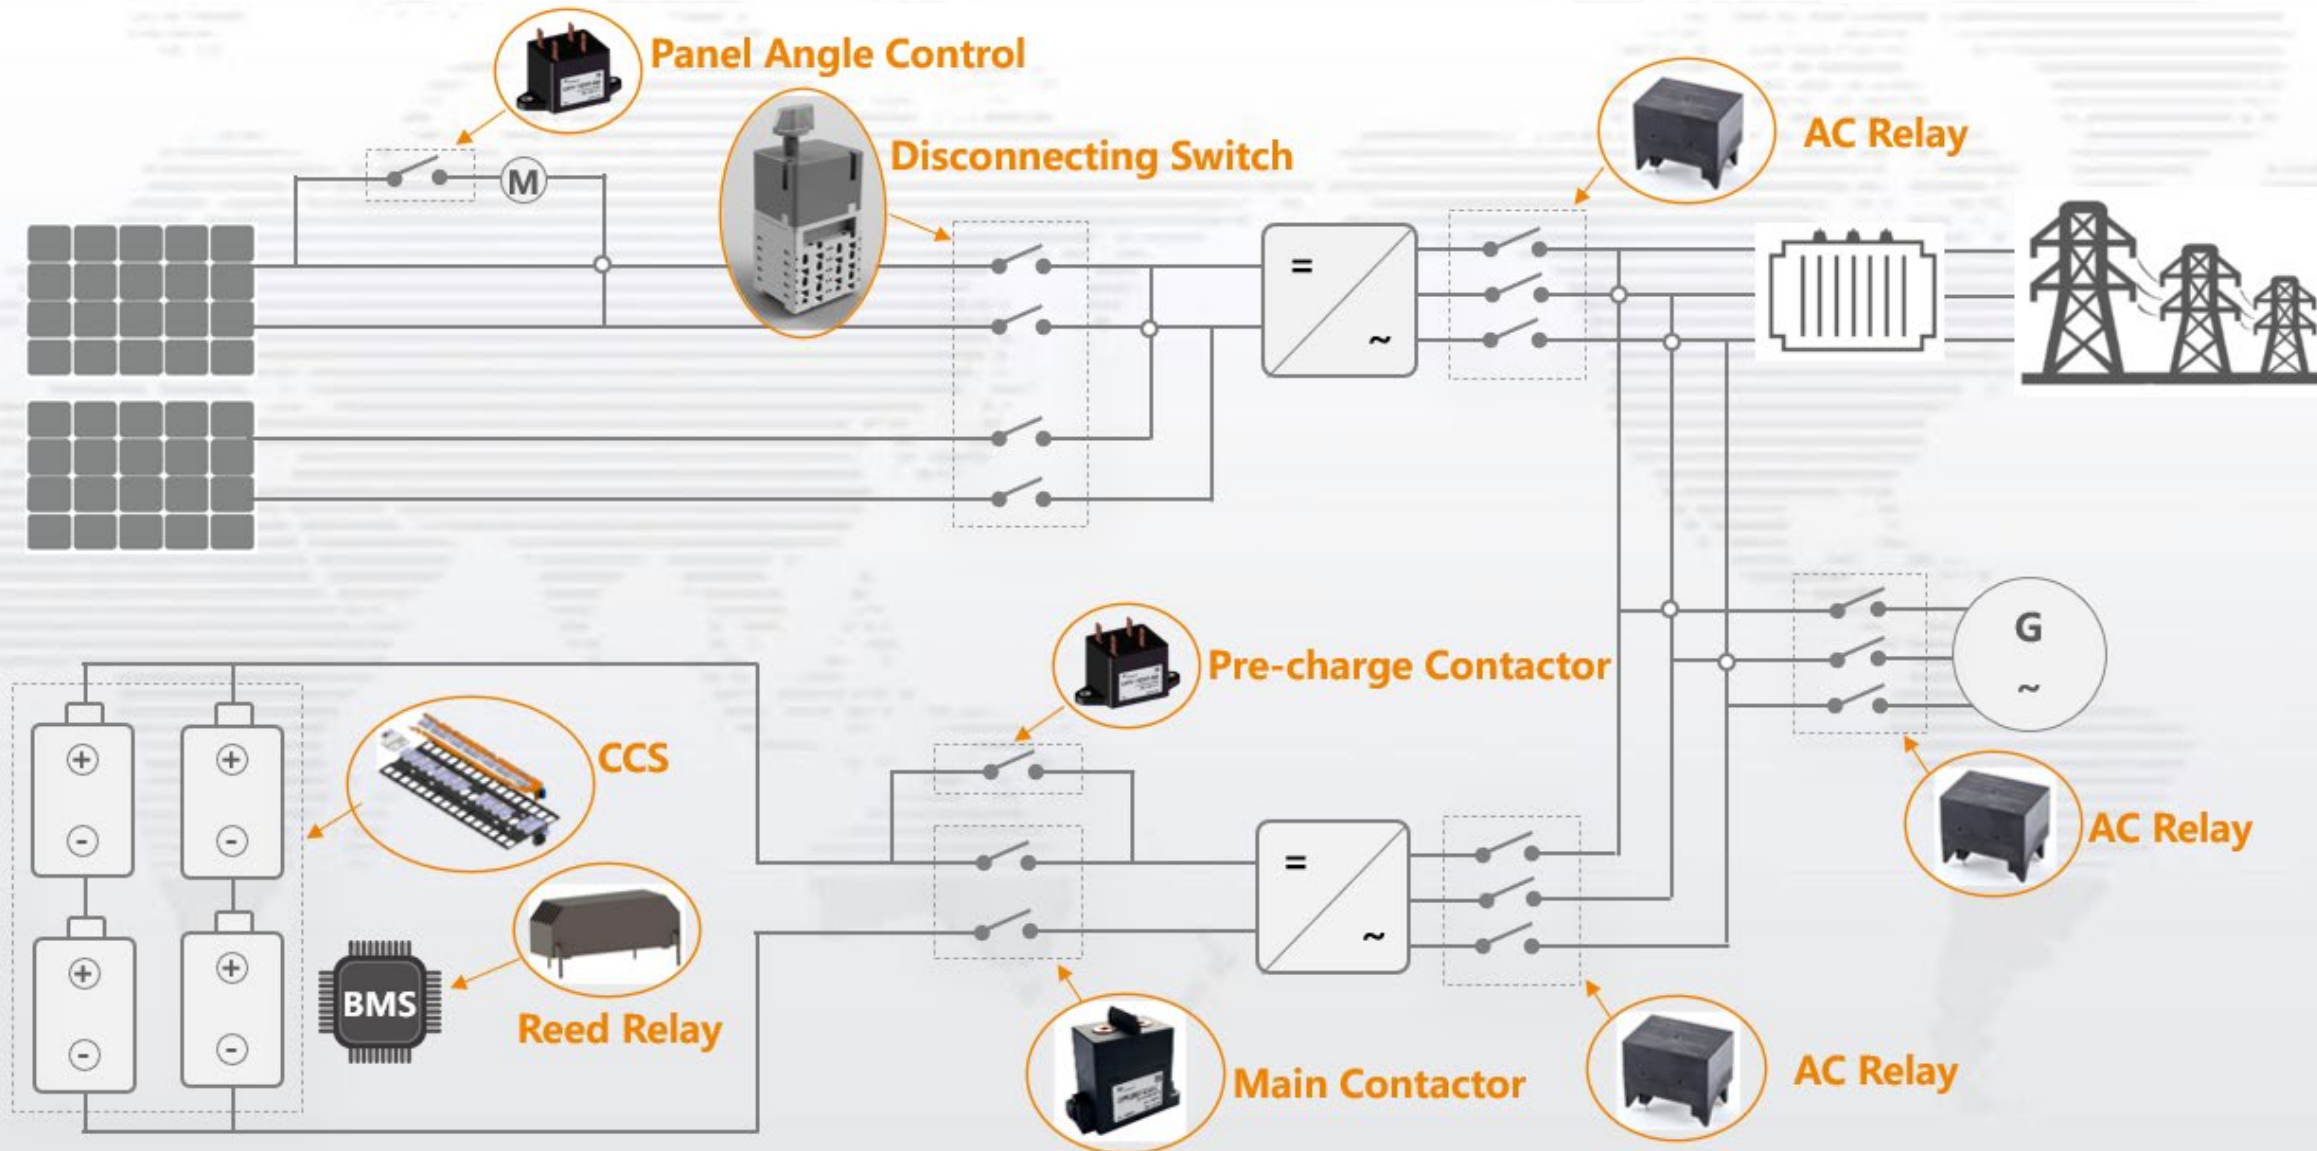 Panel Angle Control
Disconnecting Switch
AC Relay
M
=
~
G
~
Pre-charge Contactor
CCS
+
+
-
-
=
~
AC Relay
+
+
-
-
BMS
Reed Relay
Main Contactor
AC Relay